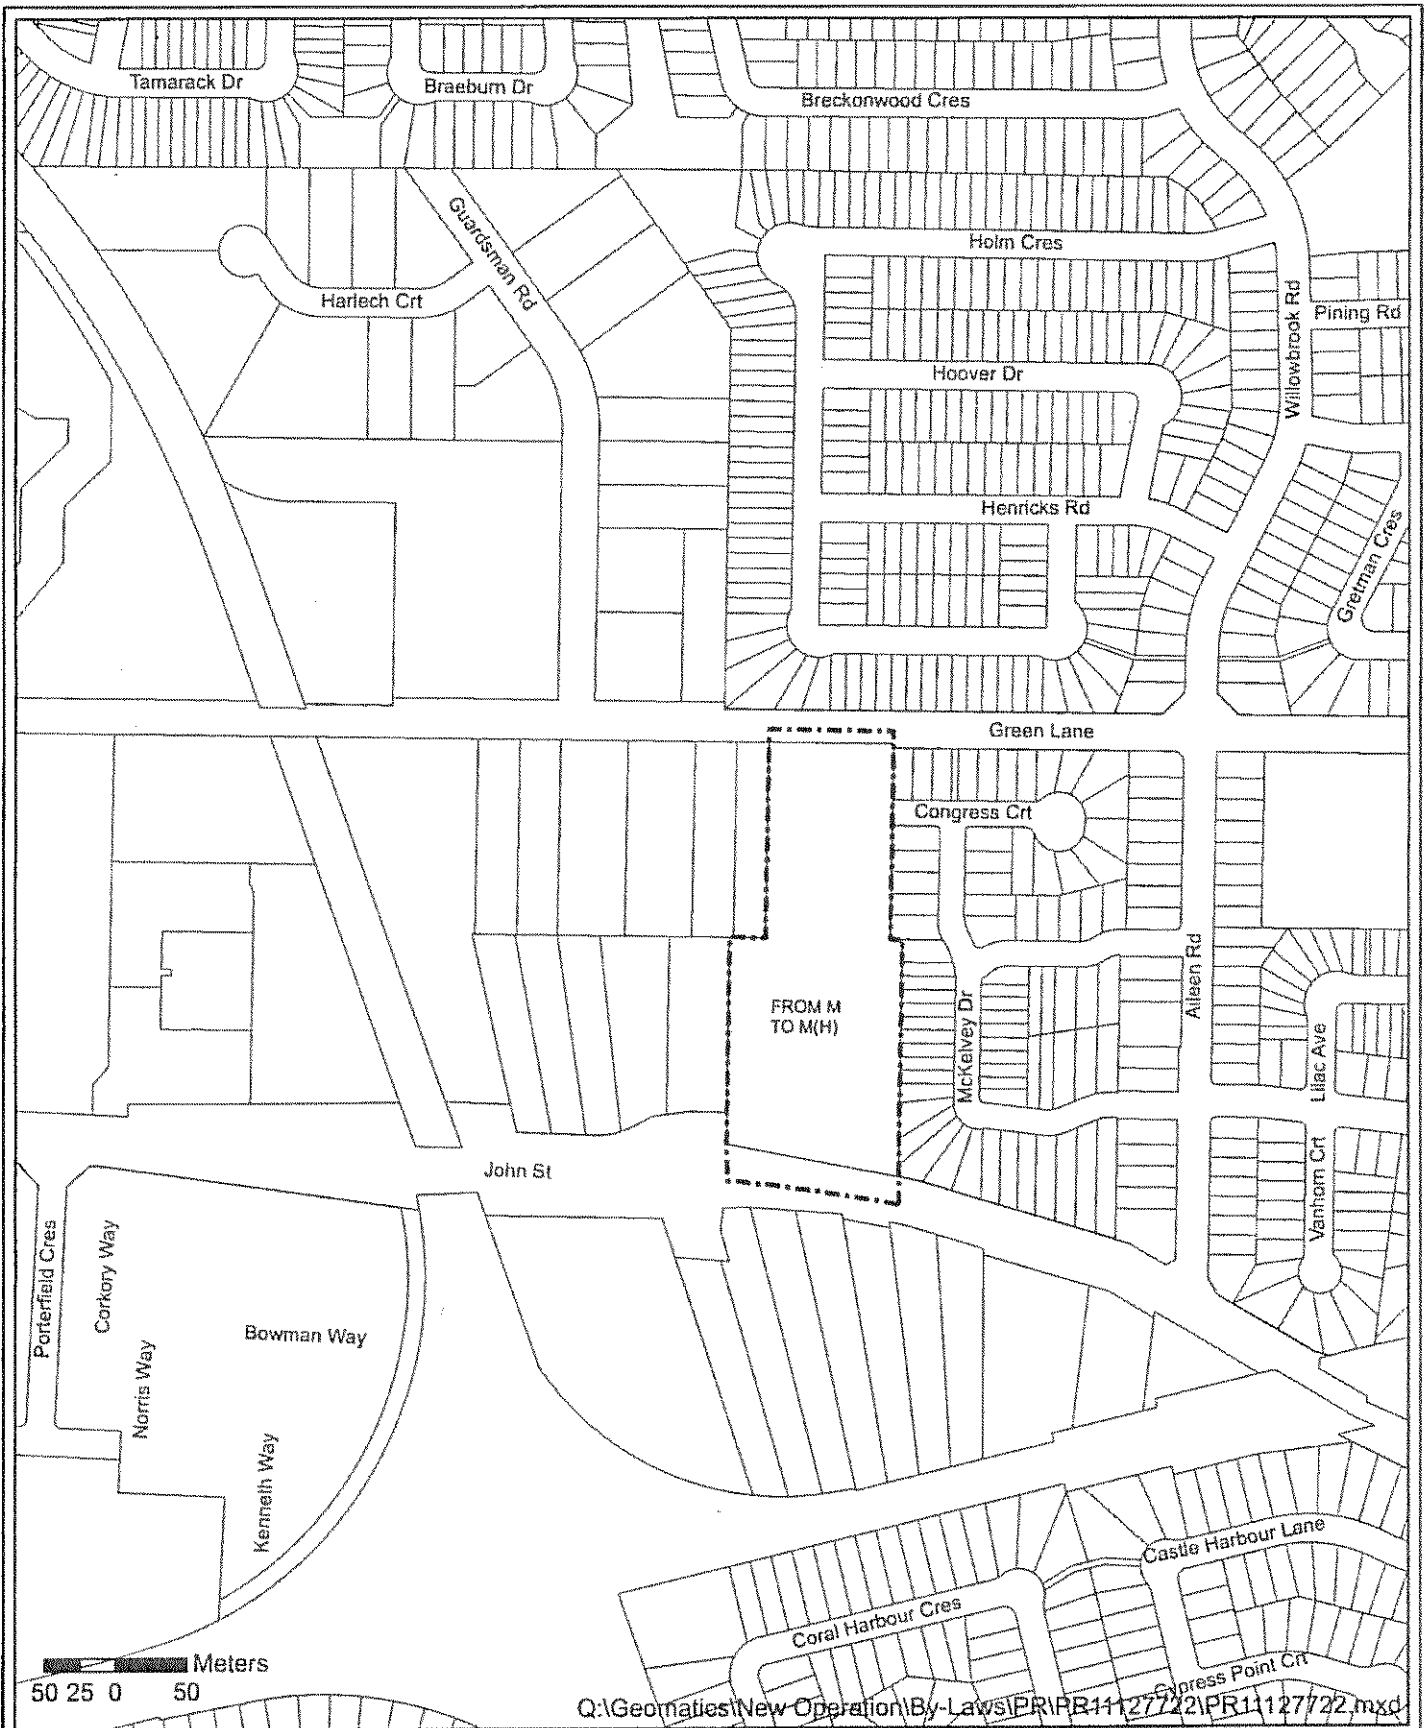 Tamarack Dr
Braeburn Dr
Breckonwood Cres
Guardsman Rd
Holm Cres
Harlech Crt
Willowbrook Rd
Pining Rd
Hoover Dr
Henricks Rd
Gretman Cres
Green Lane
Congress Crt
Aileen Rd
FROM M
TO M(H)
McKelvey Dr
Lilac Ave
John St
Vanhorn Crt
Porterfield Cres
Corkory Way
Bowman Way
Norris Way
Kenneth Way
Castle Harbour Lane
Coral Harbour Cres
Cypress Point Crt
Meters
50 25 0 50
Q:\Geomatics\New Operation\By-Laws\PR\PR11127722\PR11127722.mxd